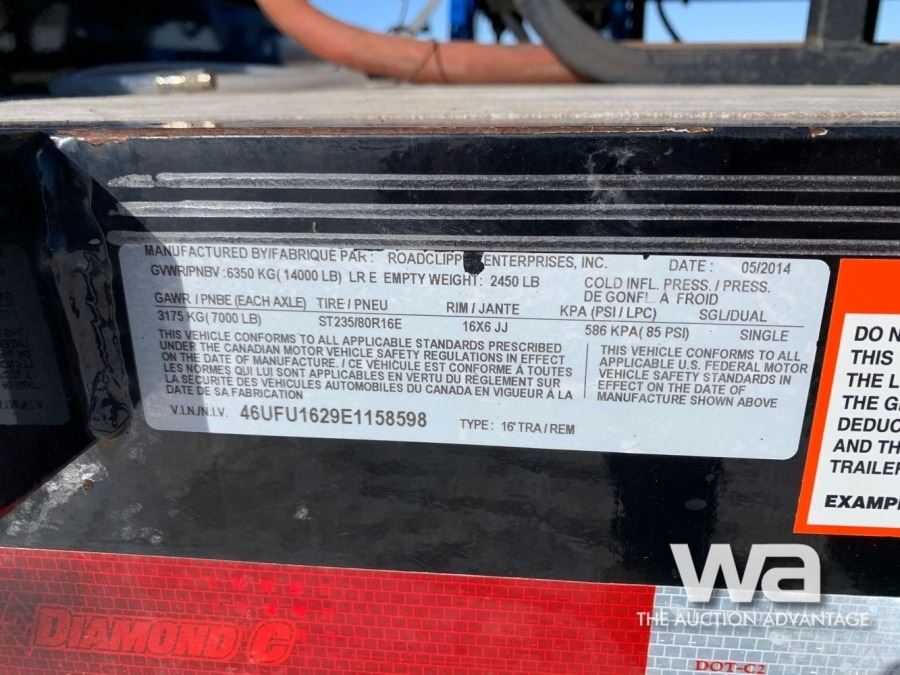 MANUFACTURED BY/FABRIQUÉ PAR : ROADCLIPP ENTERPRISES, INC. DATE : 05/2014
GVWR/PNBV : 6350 KG ( 14000 LB) LR E EMPTY WEIGHT: 2450 LB
COLD INFL. PRESS. / PRESS.
DE GONFL. À FROID
GAWR / PNBE (EACH AXLE) TIRE / PNEU RIM / JANTE KPA (PSI / LPC) SGL/DUAL
3175 KG( 7000 LB) ST235/80R16E 16X6 JJ 586 KPA( 85 PSI) SINGLE
THIS VEHICLE CONFORMS TO ALL APPLICABLE STANDARDS PRESCRIBED
UNDER THE CANADIAN MOTOR VEHICLE SAFETY REGULATIONS IN EFFECT
ON THE DATE OF MANUFACTURE. / CE VEHICULE EST CONFORME À TOUTES
LES NORMES QUI LUI SONT APPLICABLES EN VERTU DU RÈGLEMENT SUR
LA SÉCURITÉ DES VÉHICULES AUTOMOBILES DU CANADA EN VIGUEUR À LA
DATE DE SA FABRICATION
THIS VEHICLE CONFORMS TO ALL
APPLICABLE U.S. FEDERAL MOTOR
VEHICLE SAFETY STANDARDS IN
EFFECT ON THE DATE OF
MANUFACTURE SHOWN ABOVE
V.I.N./N.I.V. 46UFU1629E1158598 TYPE: 16' TRA / REM
DO N
THIS
THE L
THE G
DEDUC
AND TH
TRAILE
EXAMP
wa
THE AUCTION ADVANTAGE
DIAMOND C
DOT-C2